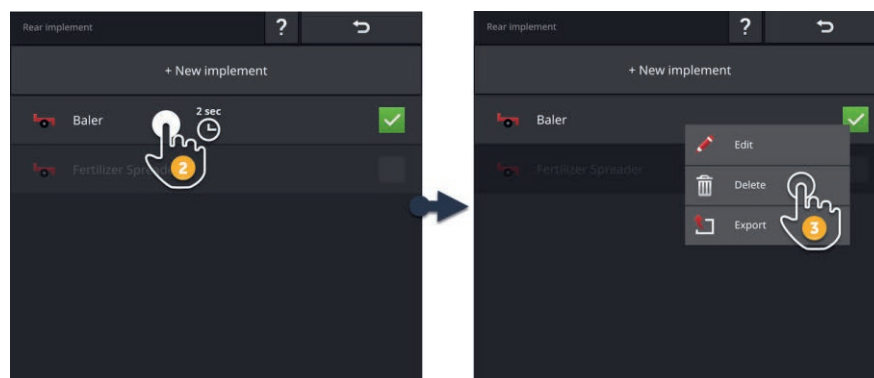 Rear implement
?
+ New implement
Baler
2 sec
2
Fertilizer Spreader
Rear implement
?
+ New implement
Baler
Edit
Fertilizer Spreader
Delete
Export
3